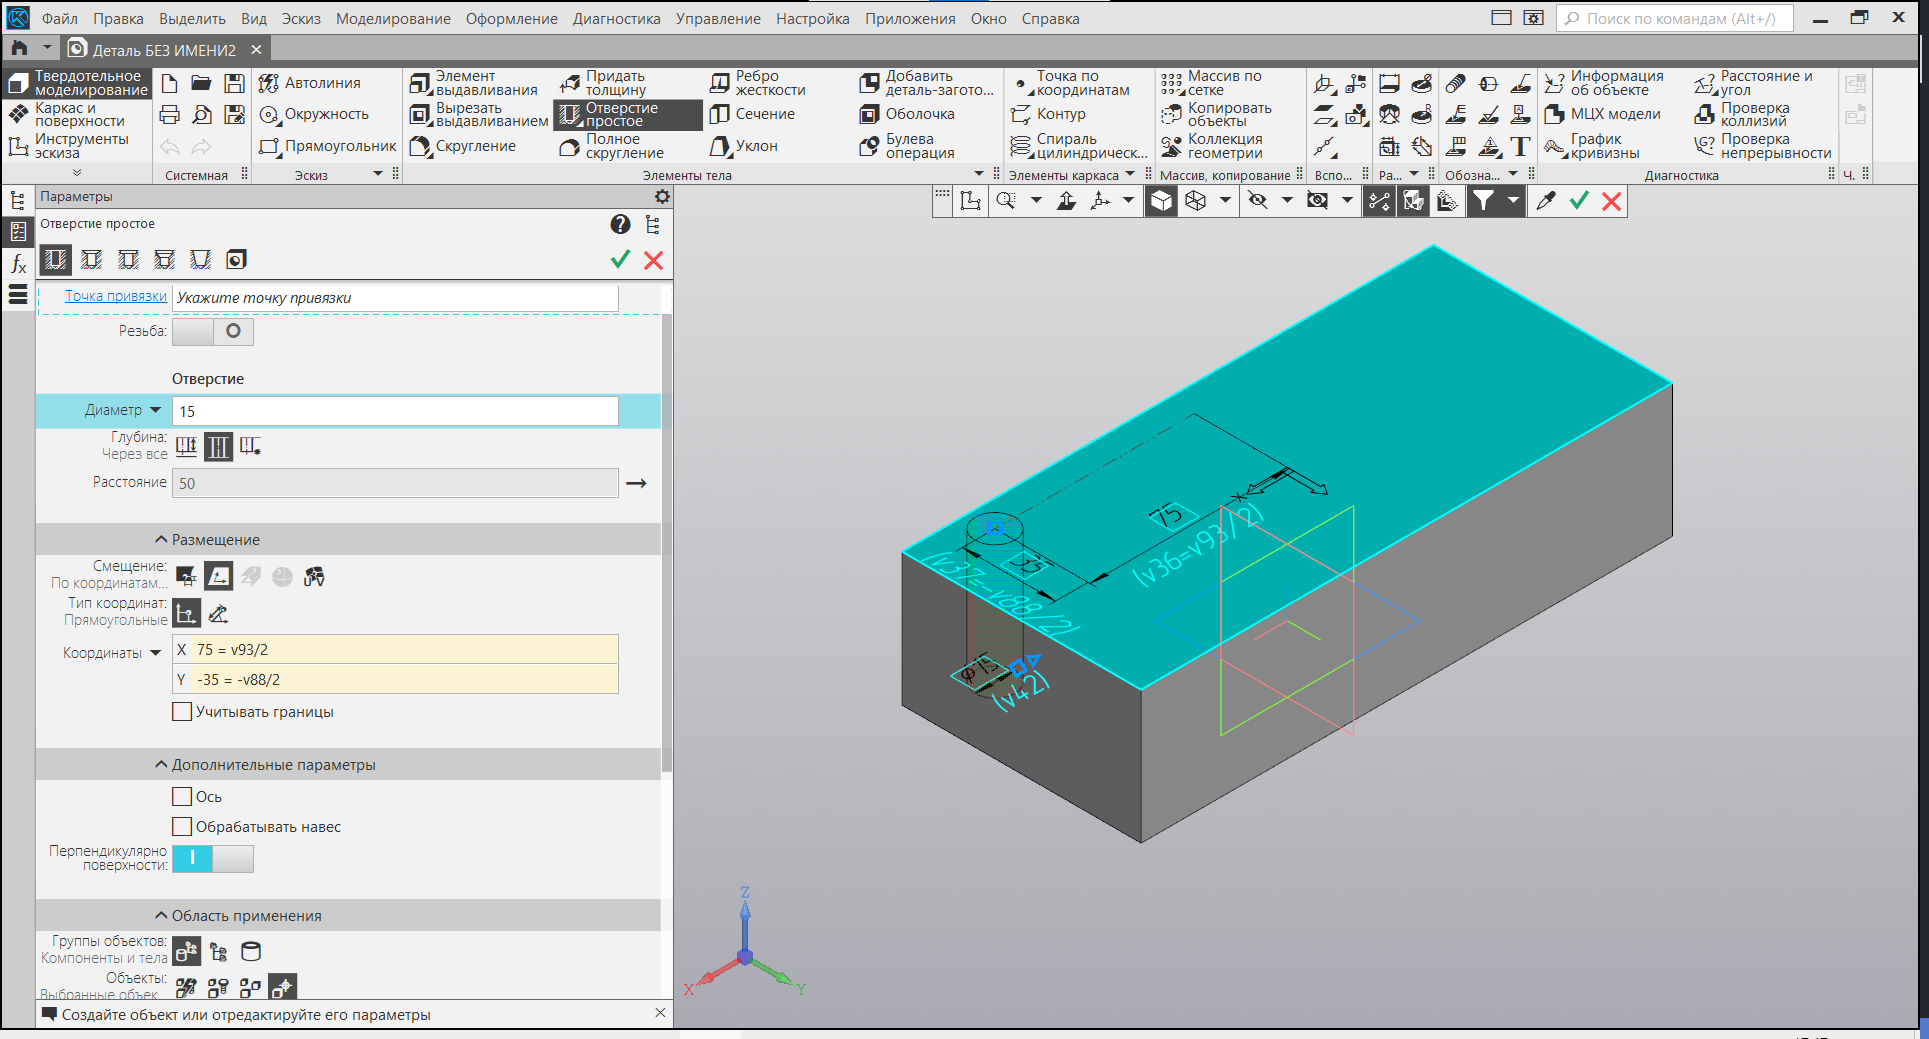 Файл Правка Выделить Вид Эскиз Моделирование Оформление Диагностика Управление Настройка Приложения Окно Справка
Поиск по командам (Alt+/)
Деталь БЕЗ ИМЕНИ2
Твердотельное моделирование
Каркас и поверхности
Инструменты эскиза
Системная
Автолиния
Окружность
Прямоугольник
Эскиз
Элемент выдавливания
Вырезать выдавливанием
Скругление
Придать толщину
Отверстие простое
Полное скругление
Ребро жесткости
Сечение
Уклон
Добавить деталь-загото...
Оболочка
Булева операция
Элементы тела
Точка по координатам
Контур
Спираль цилиндрическ...
Элементы каркаса
Массив по сетке
Копировать объекты
Коллекция геометрии
Массив, копирование
Вспо...
Ра...
Обозна...
Информация об объекте
МЦХ модели
График кривизны
Расстояние и угол
Проверка коллизий
Проверка непрерывности
Диагностика
Ч.
Параметры
Отверстие простое
Точка привязки Укажите точку привязки
Резьба:
Отверстие
Диаметр 15
Глубина:
Через все
Расстояние 50
Размещение
Смещение:
По координатам...
Тип координат:
Прямоугольные
Координаты X 75 = v93/2
Y -35 = -v88/2
Учитывать границы
Дополнительные параметры
Ось
Обрабатывать навес
Перпендикулярно
поверхности:
Область применения
Группы объектов:
Компоненты и тела
Объекты:
Выбранные объек...
Создайте объект или отредактируйте его параметры
75
(v36=v93/2)
35
(v37=-v88/2)
ϕ15
(v42)
Z
X
Y